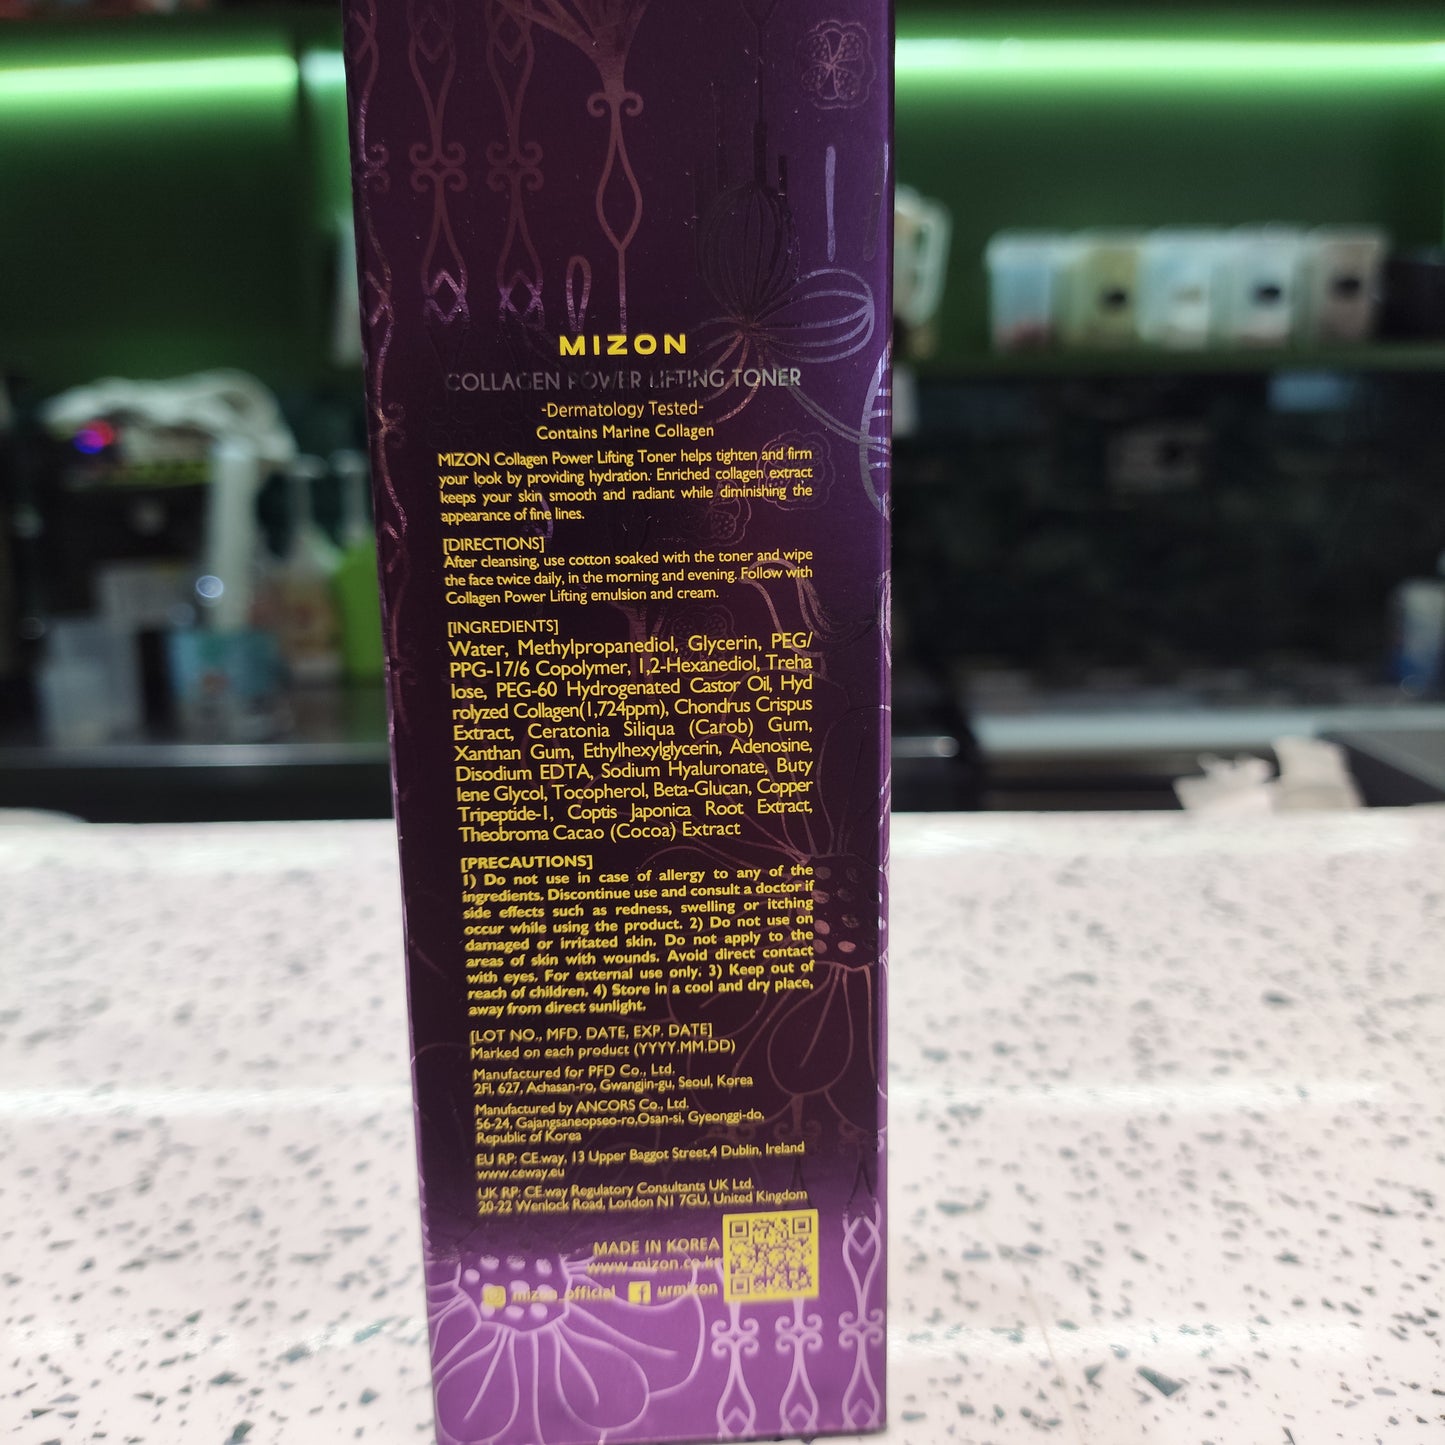 MIZON
COLLAGEN POWER LIFTING TONER
-Dermatology Tested-
Contains Marine Collagen
MIZON Collagen Power Lifting Toner helps tighten and firm
your look by providing hydration. Enriched collagen extract
keeps your skin smooth and radiant while diminishing the
appearance of fine lines.
[DIRECTIONS]
After cleansing, use cotton soaked with the toner and wipe
the face twice daily, in the morning and evening. Follow with
Collagen Power Lifting emulsion and cream.
[INGREDIENTS]
Water, Methylpropanediol, Glycerin, PEG/
PPG-17/6 Copolymer, 1,2-Hexanediol, Treha
lose, PEG-60 Hydrogenated Castor Oil, Hyd
rolyzed Collagen(1,724ppm), Chondrus Crispus
Extract, Ceratonia Siliqua (Carob) Gum,
Xanthan Gum, Ethylhexylglycerin, Adenosine,
Disodium EDTA, Sodium Hyaluronate, Buty
lene Glycol, Tocopherol, Beta-Glucan, Copper
Tripeptide-1, Coptis Japonica Root Extract,
Theobroma Cacao (Cocoa) Extract
[PRECAUTIONS]
1) Do not use in case of allergy to any of the
ingredients. Discontinue use and consult a doctor if
side effects such as redness, swelling or itching
occur while using the product. 2) Do not use on
damaged or irritated skin. Do not apply to the
areas of skin with wounds. Avoid direct contact
with eyes. For external use only. 3) Keep out of
reach of children. 4) Store in a cool and dry place,
away from direct sunlight.
[LOT NO., MFD. DATE, EXP. DATE]
Marked on each product (YYYY.MM.DD)
Manufactured for PFD Co., Ltd.
2Fl, 627, Achasan-ro, Gwangjin-gu, Seoul, Korea
Manufactured by ANCORS Co., Ltd.
56-24, Gajangsaneopseo-ro,Osan-si, Gyeonggi-do,
Republic of Korea
EU RP: CE.way, 13 Upper Baggot Street,4 Dublin, Ireland
www.ceway.eu
UK RP: CE.way Regulatory Consultants UK Ltd.
20-22 Wenlock Road, London N1 7GU, United Kingdom
MADE IN KOREA
www.mizon.co.kr
mizon_official urmizon